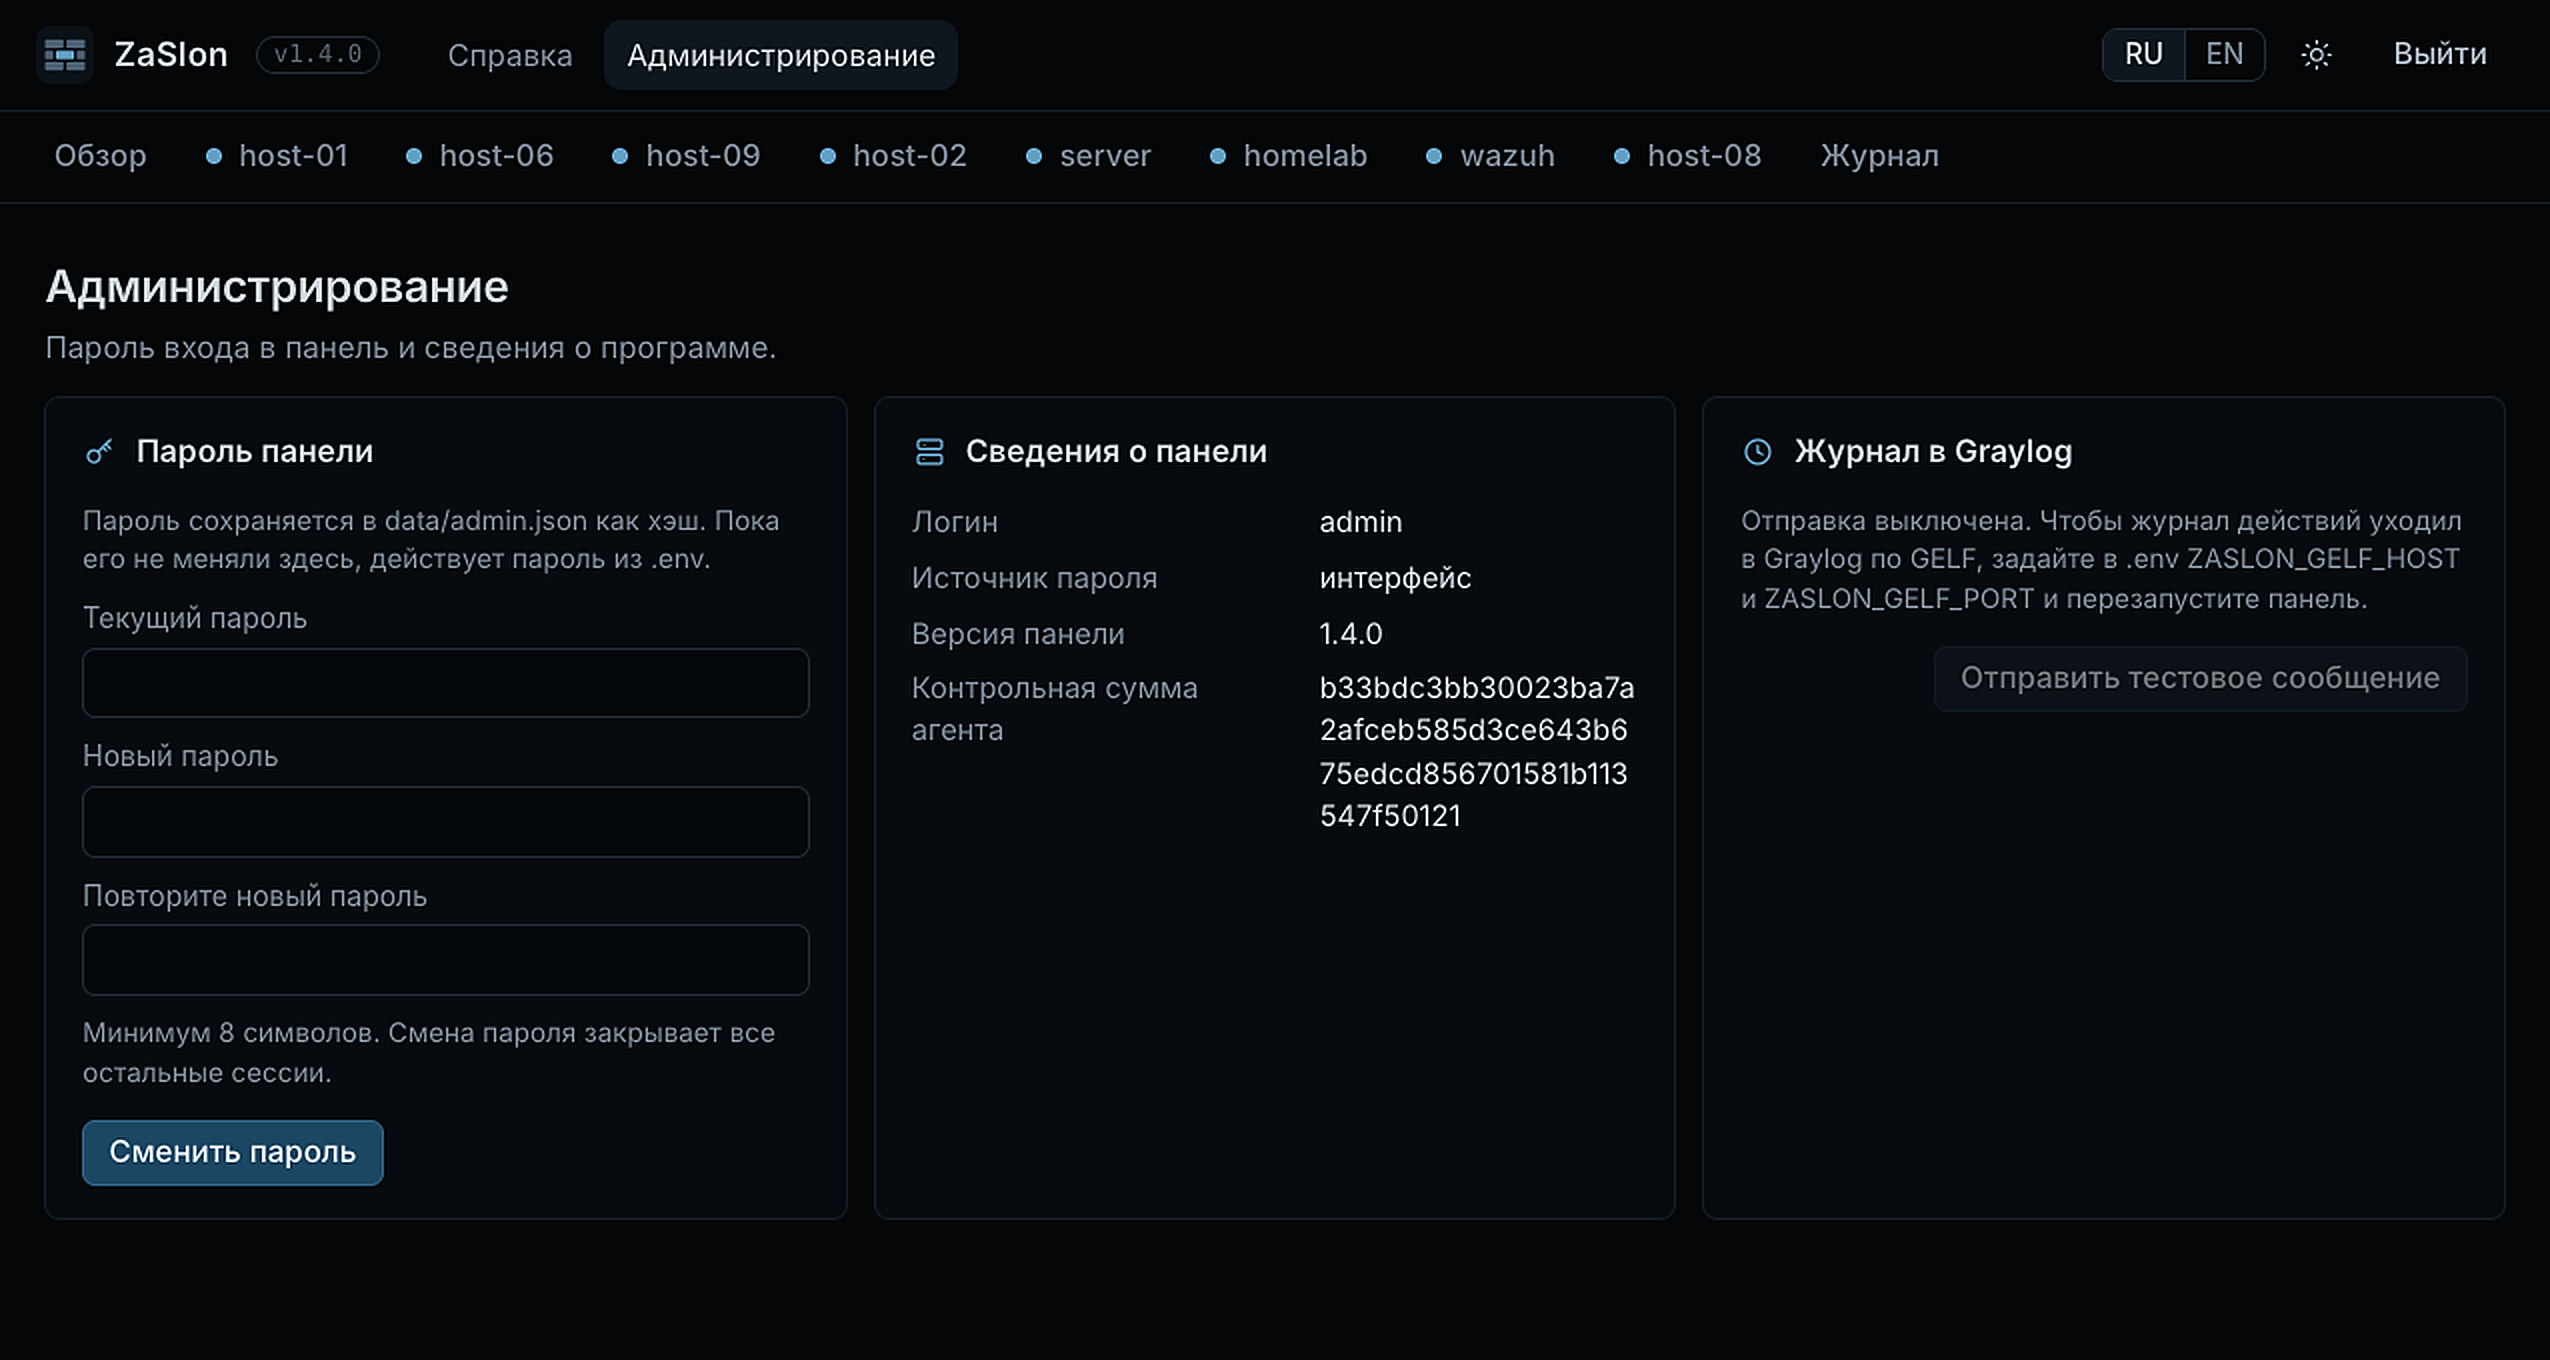 ZaSlon v1.4.0 Справка Администрирование RU EN Выйти
Обзор host-01 host-06 host-09 host-02 server homelab wazuh host-08 Журнал
Администрирование
Пароль входа в панель и сведения о программе.
Пароль панели
Пароль сохраняется в data/admin.json как хэш. Пока
его не меняли здесь, действует пароль из .env.
Текущий пароль
Новый пароль
Повторите новый пароль
Минимум 8 символов. Смена пароля закрывает все
остальные сессии.
Сменить пароль
Сведения о панели
Логин admin
Источник пароля интерфейс
Версия панели 1.4.0
Контрольная сумма b33bdc3bb30023ba7a
агента 2afceb585d3ce643b6
75edcd856701581b113
547f50121
Журнал в Graylog
Отправка выключена. Чтобы журнал действий уходил
в Graylog по GELF, задайте в .env ZASLON_GELF_HOST
и ZASLON_GELF_PORT и перезапустите панель.
Отправить тестовое сообщение